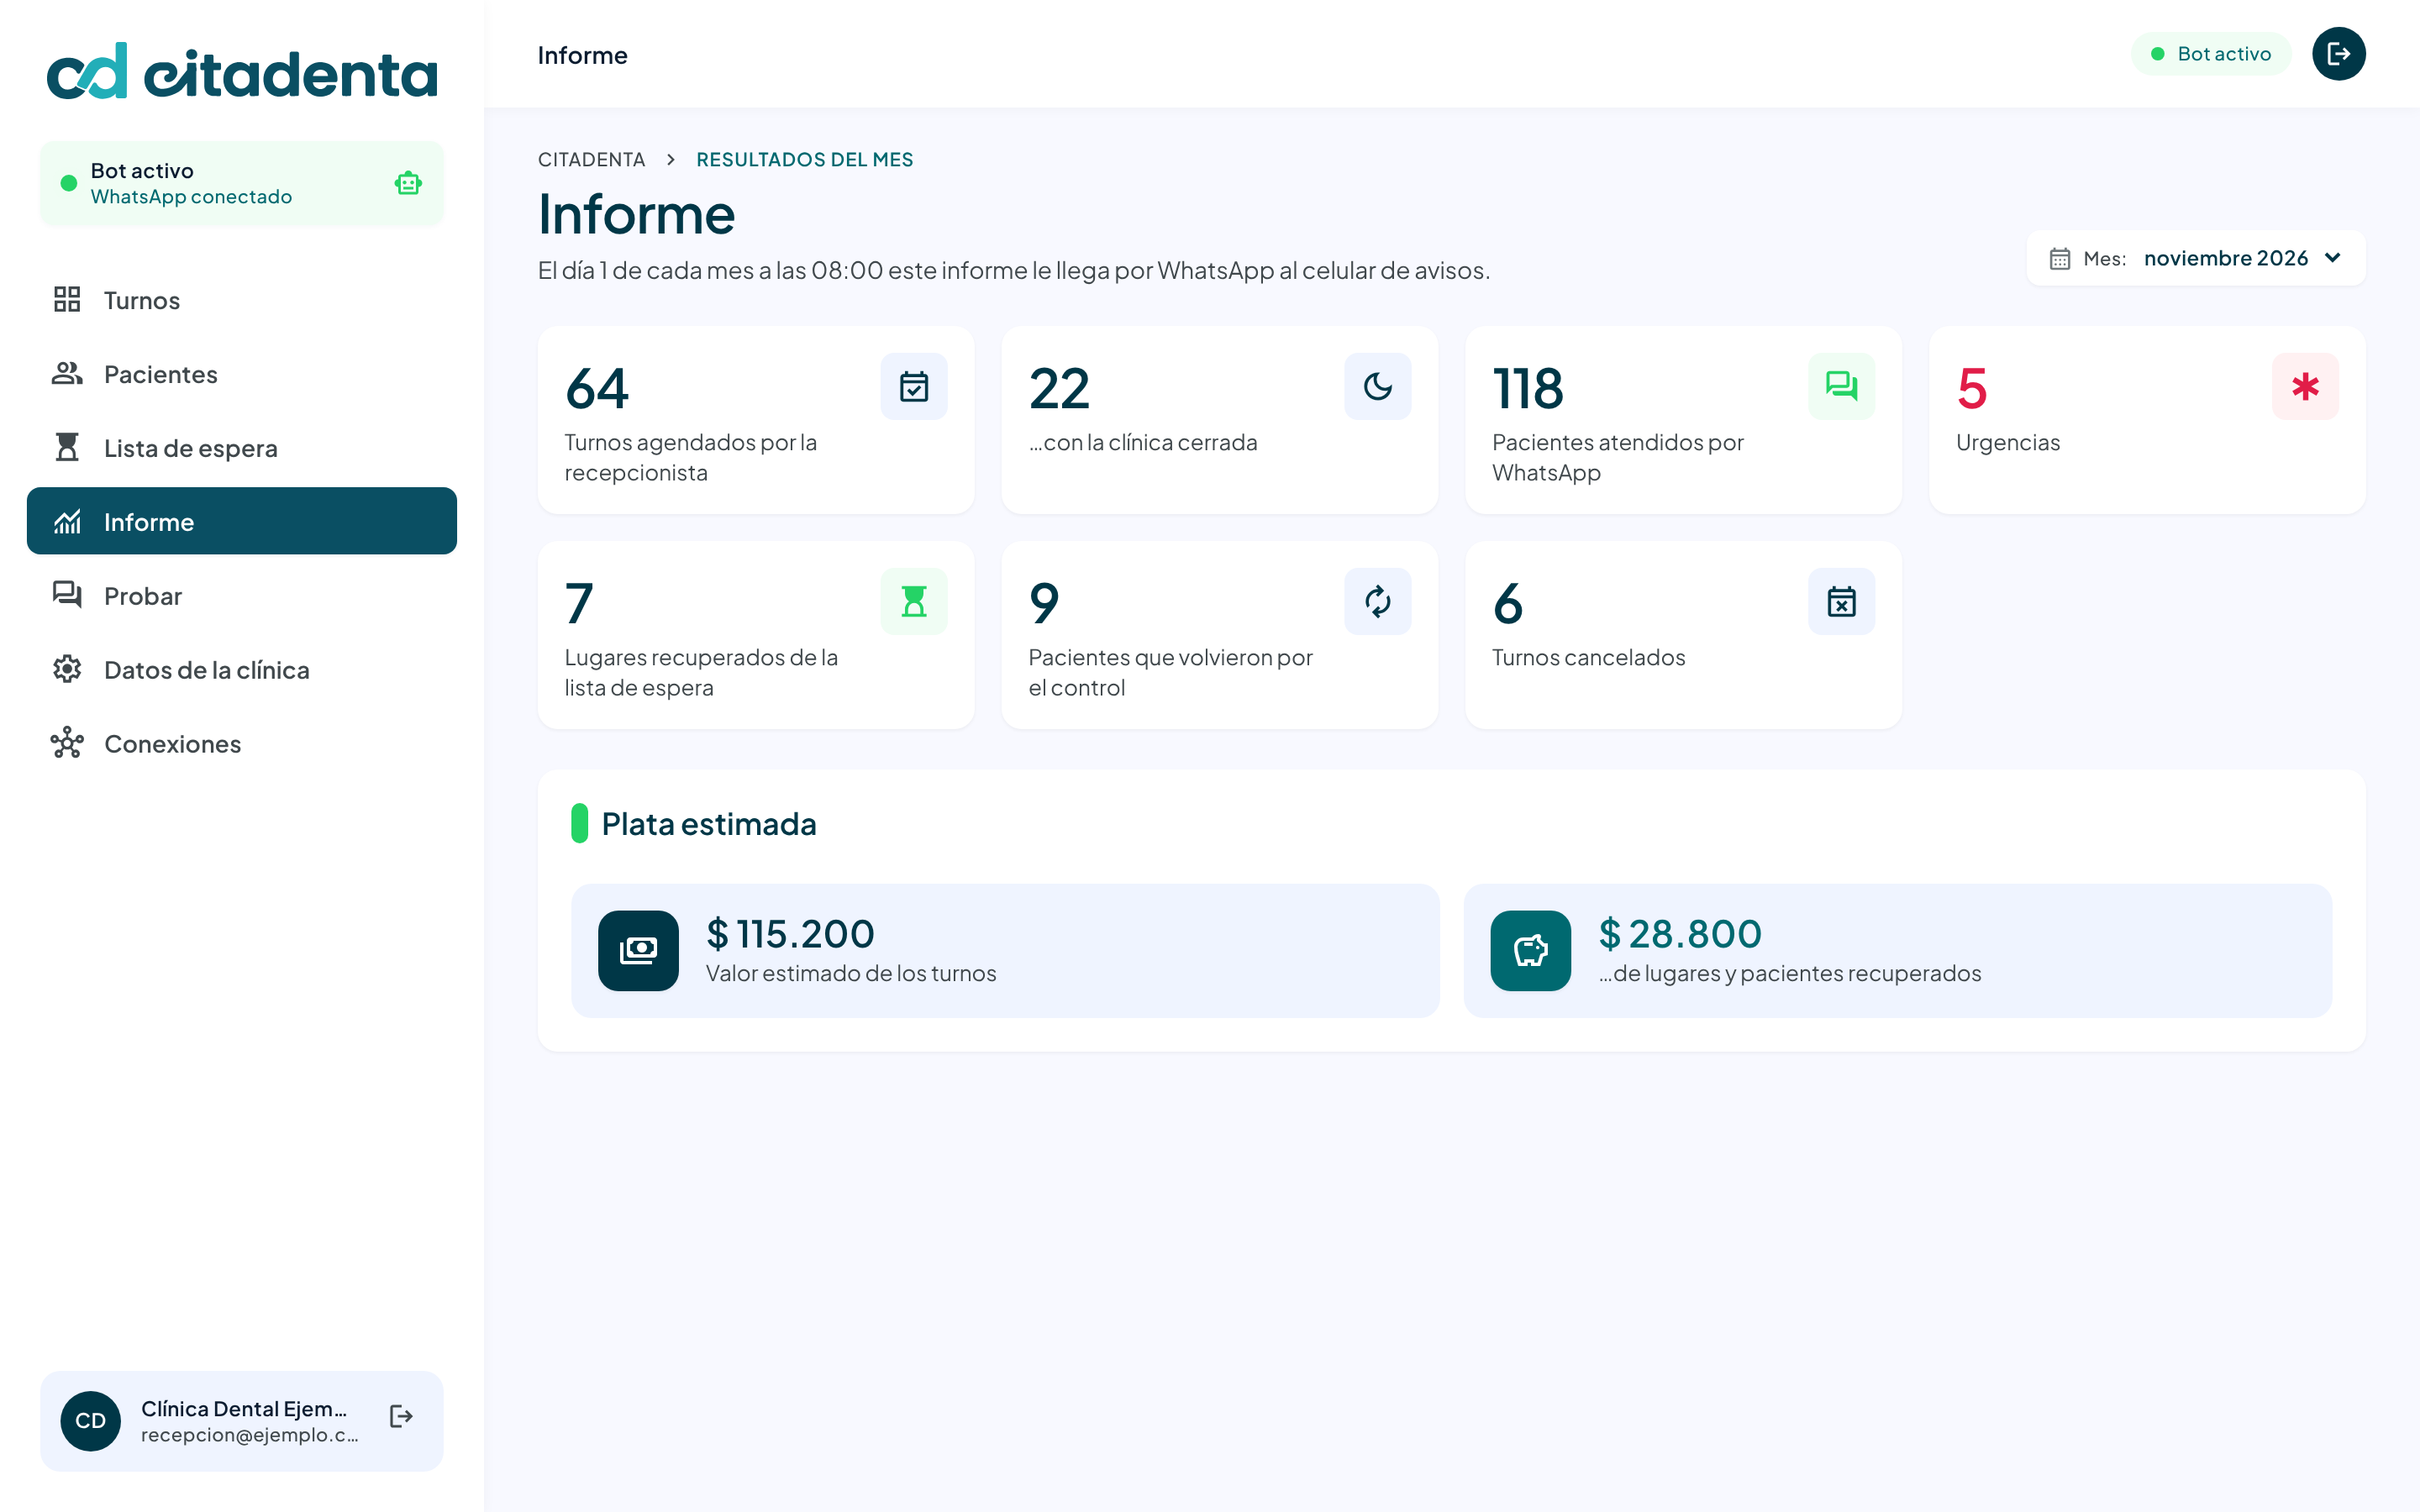 cd citadenta
Bot activo
WhatsApp conectado
Turnos
Pacientes
Lista de espera
Informe
Probar
Datos de la clínica
Conexiones
CD
Clínica Dental Ejem...
recepcion@ejemplo.c...
Informe
Bot activo
CITADENTA > RESULTADOS DEL MES
Informe
El día 1 de cada mes a las 08:00 este informe le llega por WhatsApp al celular de avisos.
Mes: noviembre 2026
64
Turnos agendados por la
recepcionista
22
...con la clínica cerrada
118
Pacientes atendidos por
WhatsApp
5
Urgencias
7
Lugares recuperados de la
lista de espera
9
Pacientes que volvieron por
el control
6
Turnos cancelados
Plata estimada
$ 115.200
Valor estimado de los turnos
$ 28.800
...de lugares y pacientes recuperados